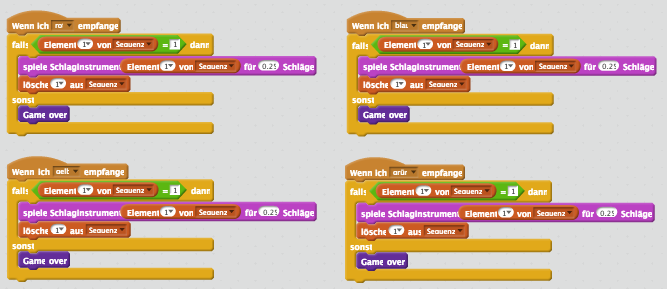 Wenn ich rot empfange
falls Element 1 von Sequenz = 1 dann
spiele Schlaginstrument Element 1 von Sequenz für 0.25 Schläge
lösche 1 aus Sequenz
sonst
Game over
Wenn ich blau empfange
falls Element 1 von Sequenz = 1 dann
spiele Schlaginstrument Element 1 von Sequenz für 0.25 Schläge
lösche 1 aus Sequenz
sonst
Game over
Wenn ich gelb empfange
falls Element 1 von Sequenz = 1 dann
spiele Schlaginstrument Element 1 von Sequenz für 0.25 Schläge
lösche 1 aus Sequenz
sonst
Game over
Wenn ich grün empfange
falls Element 1 von Sequenz = 1 dann
spiele Schlaginstrument Element 1 von Sequenz für 0.25 Schläge
lösche 1 aus Sequenz
sonst
Game over